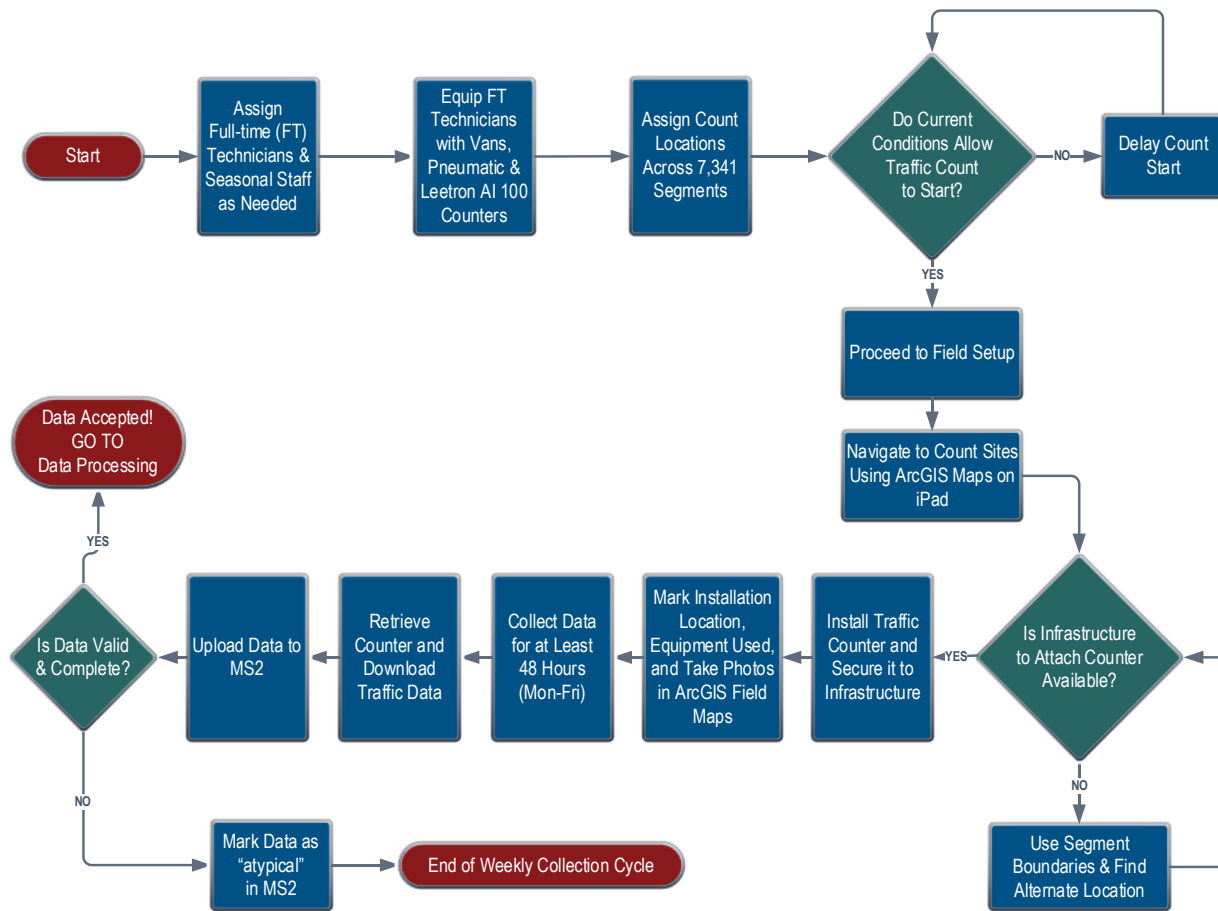 Start
Assign
Full-time (FT)
Technicians &
Seasonal Staff
as Needed
Equip FT
Technicians
with Vans,
Pneumatic &
Leetron AI 100
Counters
Assign Count
Locations
Across 7,341
Segments
Do Current
Conditions Allow
Traffic Count
to Start?
NO
Delay Count
Start
YES
Proceed to Field Setup
Navigate to Count Sites
Using ArcGIS Maps on
iPad
Is Infrastructure
to Attach Counter
Available?
NO
Use Segment
Boundaries & Find
Alternate Location
YES
Install Traffic
Counter and
Secure it to
Infrastructure
Mark Installation
Location,
Equipment Used,
and Take Photos
in ArcGIS Field
Maps
Collect Data
for at Least
48 Hours
(Mon-Fri)
Retrieve
Counter and
Download
Traffic Data
Upload Data to
MS2
Is Data Valid
& Complete?
YES
Data Accepted!
GO TO
Data Processing
NO
Mark Data as
“atypical”
in MS2
End of Weekly Collection Cycle